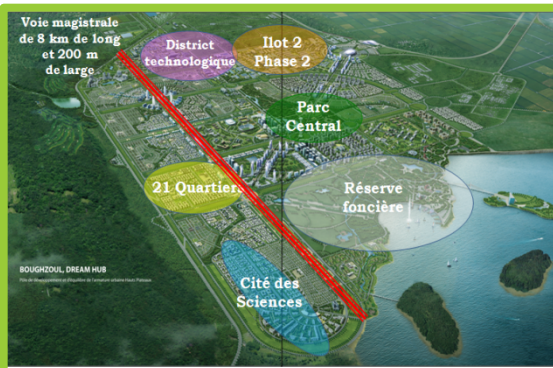 Voie magistrale
de 8 km de long
et 200 m
de large
District
technologique
Ilot 2
Phase 2
Parc
Central
21 Quartiers
Réserve
foncière
Cité des
Sciences
BOUGHZOUL, DREAM HUB